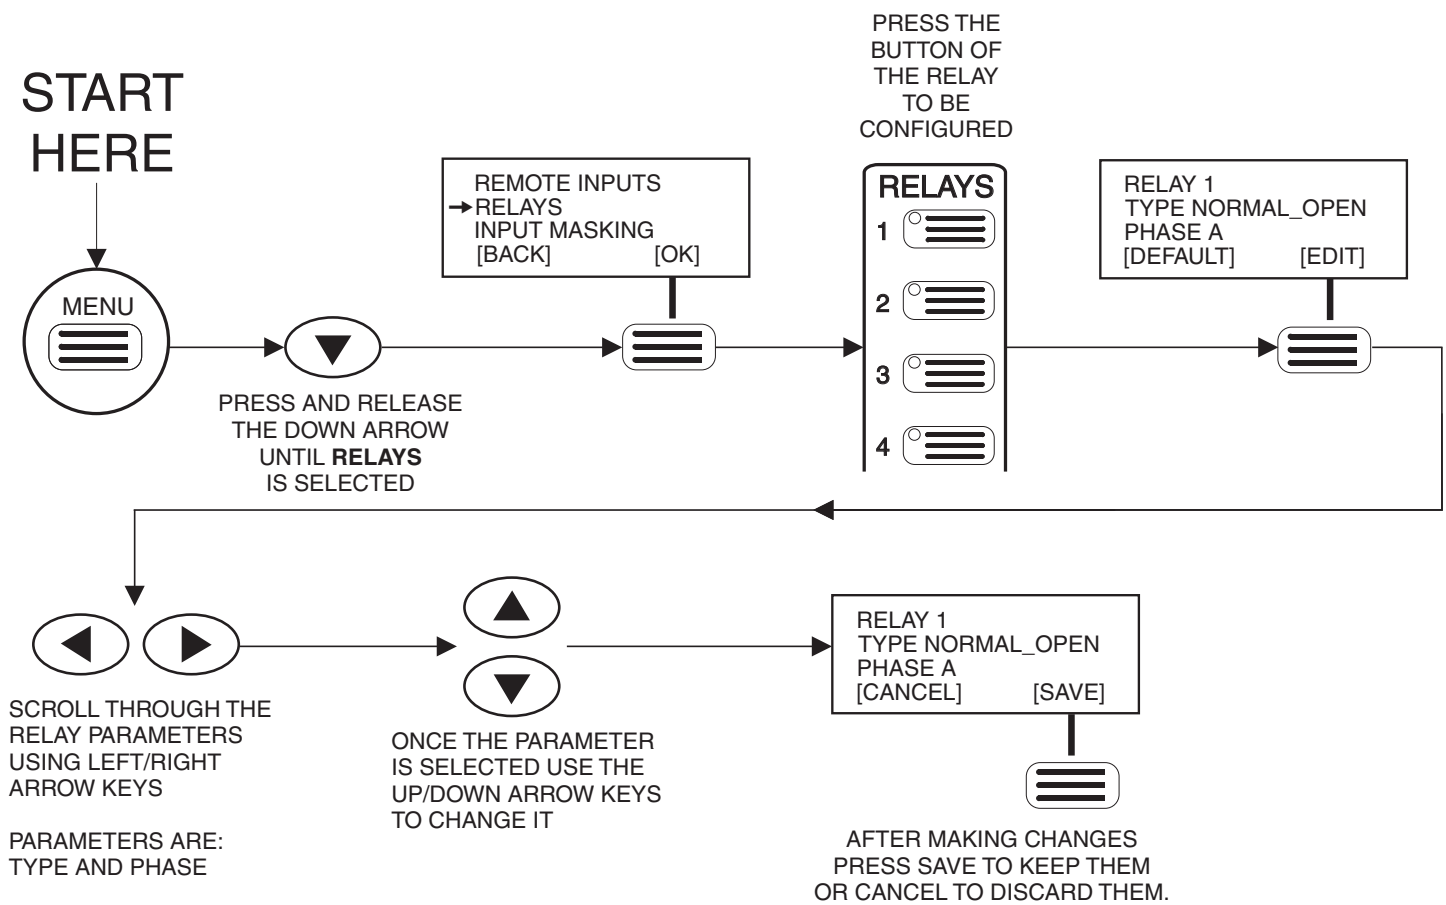 START
HERE
MENU
PRESS AND RELEASE
THE DOWN ARROW
UNTIL RELAYS
IS SELECTED
REMOTE INPUTS
RELAYS
INPUT MASKING
[BACK] [OK]
PRESS THE
BUTTON OF
THE RELAY
TO BE
CONFIGURED
RELAYS
1
2
3
4
RELAY 1
TYPE NORMAL_OPEN
PHASE A
[DEFAULT] [EDIT]
SCROLL THROUGH THE
RELAY PARAMETERS
USING LEFT/RIGHT
ARROW KEYS
PARAMETERS ARE:
TYPE AND PHASE
ONCE THE PARAMETER
IS SELECTED USE THE
UP/DOWN ARROW KEYS
TO CHANGE IT
RELAY 1
TYPE NORMAL_OPEN
PHASE A
[CANCEL] [SAVE]
AFTER MAKING CHANGES
PRESS SAVE TO KEEP THEM
OR CANCEL TO DISCARD THEM.